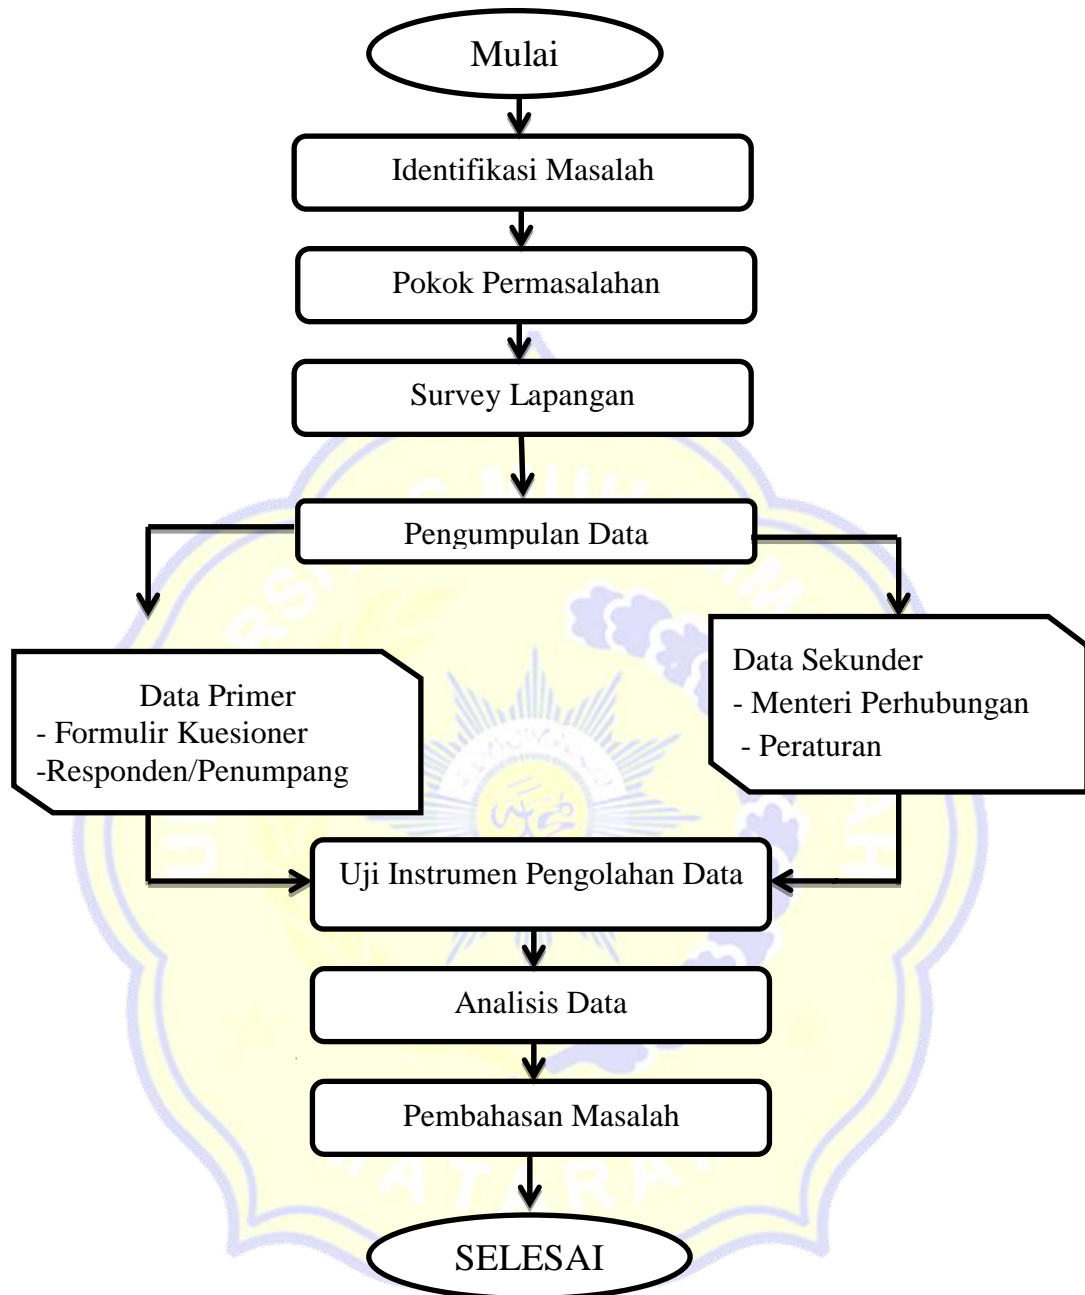 Mulai
Identifikasi Masalah
Pokok Permasalahan
Survey Lapangan
Pengumpulan Data
Data Primer
- Formulir Kuesioner
-Responden/Penumpang
Data Sekunder
- Menteri Perhubungan
- Peraturan
Uji Instrumen Pengolahan Data
Analisis Data
Pembahasan Masalah
SELESAI
MATARAM